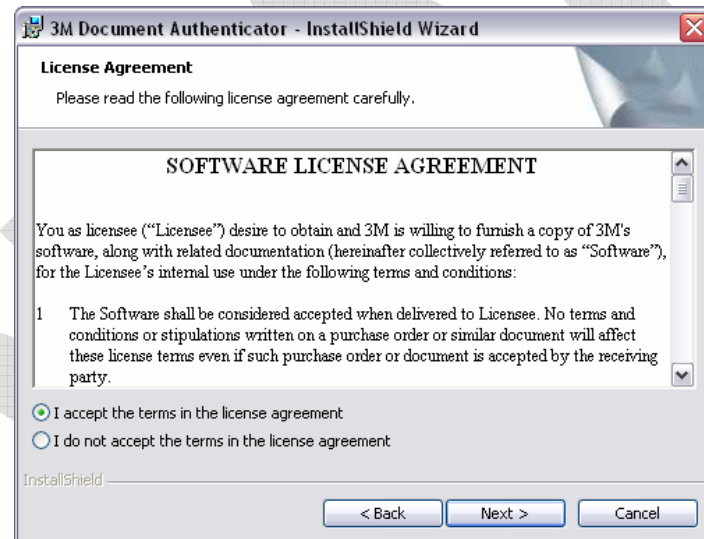 3M Document Authenticator - InstallShield Wizard
License Agreement
Please read the following license agreement carefully.
SOFTWARE LICENSE AGREEMENT
You as licensee (“Licensee”) desire to obtain and 3M is willing to furnish a copy of 3M's
software, along with related documentation (hereinafter collectively referred to as “Software”),
for the Licensee’s internal use under the following terms and conditions:
1 The Software shall be considered accepted when delivered to Licensee. No terms and
conditions or stipulations written on a purchase order or similar document will affect
these license terms even if such purchase order or document is accepted by the receiving
party.
I accept the terms in the license agreement
I do not accept the terms in the license agreement
InstallShield
< Back Next > Cancel